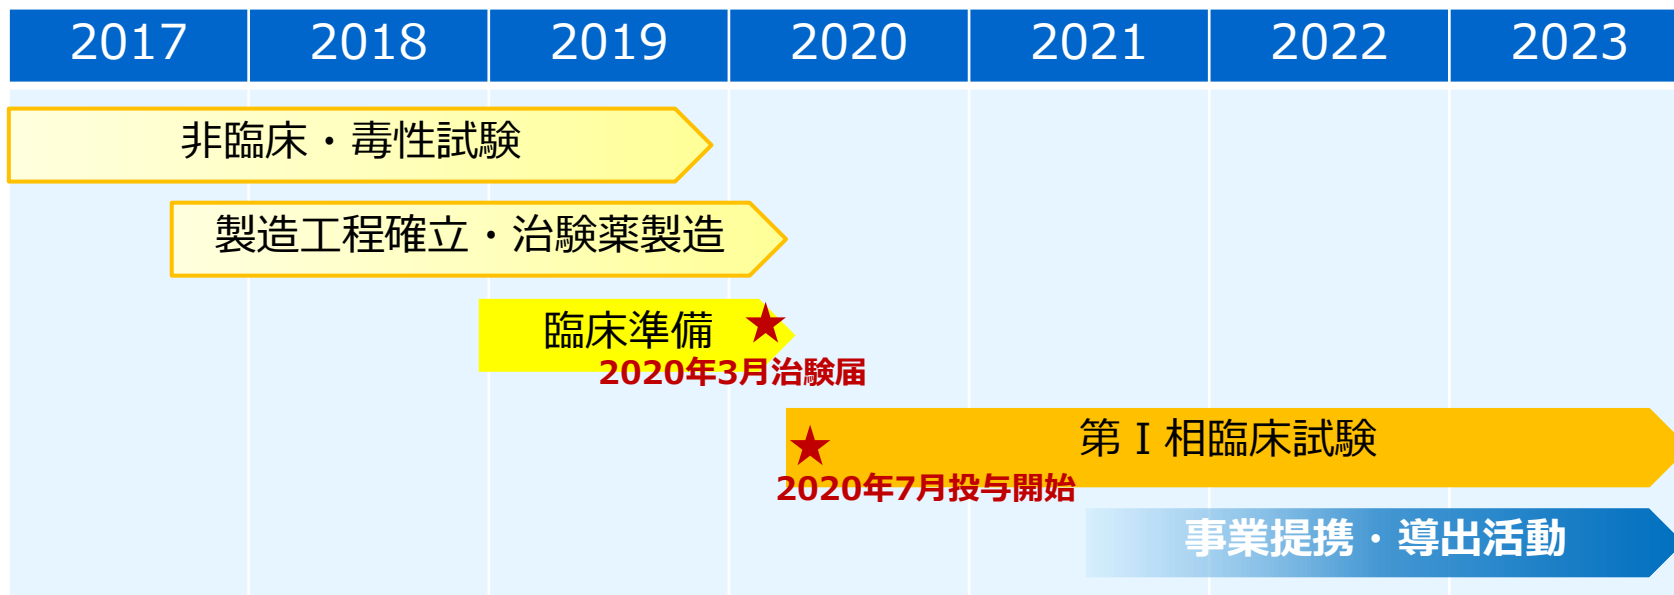 2017 2018 2019 2020 2021 2022 2023
非臨床・毒性試験
製造工程確立・治験薬製造
臨床準備
2020年3月治験届
第Ⅰ相臨床試験
2020年7月投与開始
事業提携・導出活動